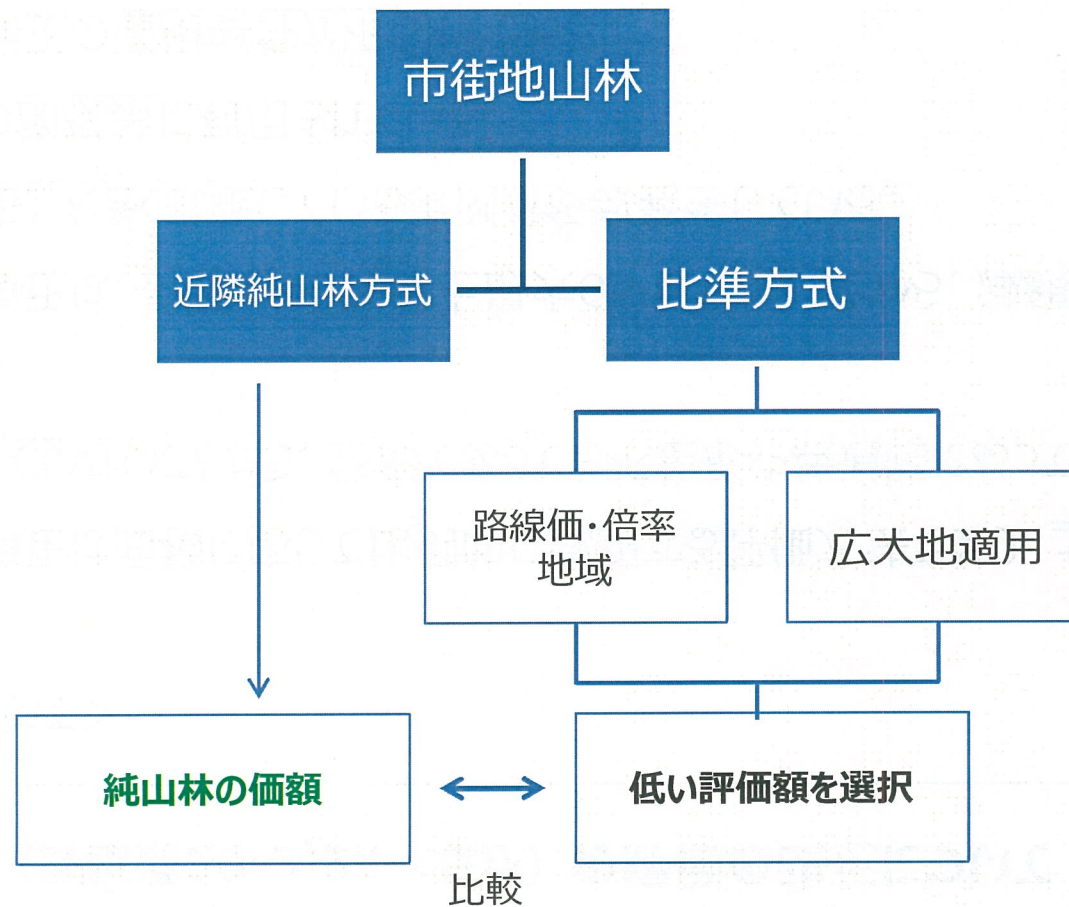 市街地山林
近隣純山林方式
比準方式
路線価・倍率
地域
広大地適用
純山林の価額
低い評価額を選択
比較